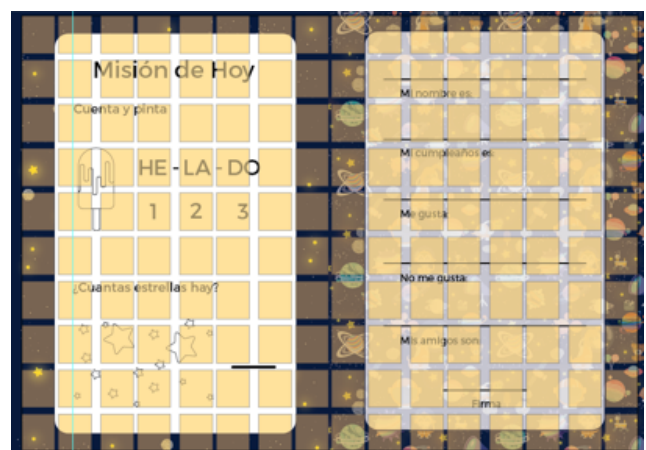 Misión de Hoy
Cuenta y pinta
HE - LA - DO
1 2 3
¿Cuantas estrellas hay?
Mi nombre es:
Mi cumpleaños es:
Me gusta:
No me gusta:
Mis amigos son:
Firma